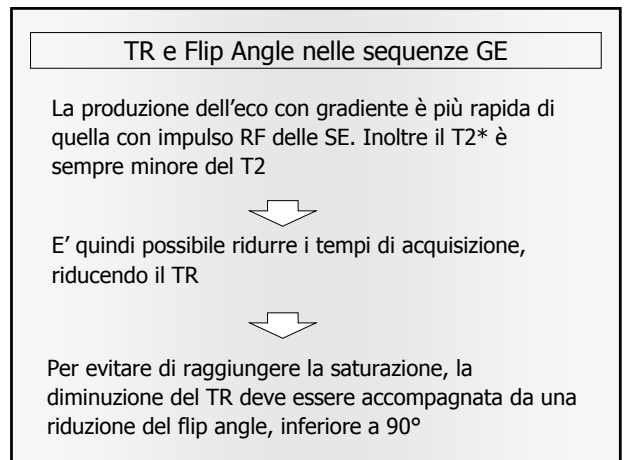 TR e Flip Angle nelle sequenze GE
La produzione dell'eco con gradiente è più rapida di
quella con impulso RF delle SE. Inoltre il T2* è
sempre minore del T2
E' quindi possibile ridurre i tempi di acquisizione,
riducendo il TR
Per evitare di raggiungere la saturazione, la
diminuzione del TR deve essere accompagnata da una
riduzione del flip angle, inferiore a 90°